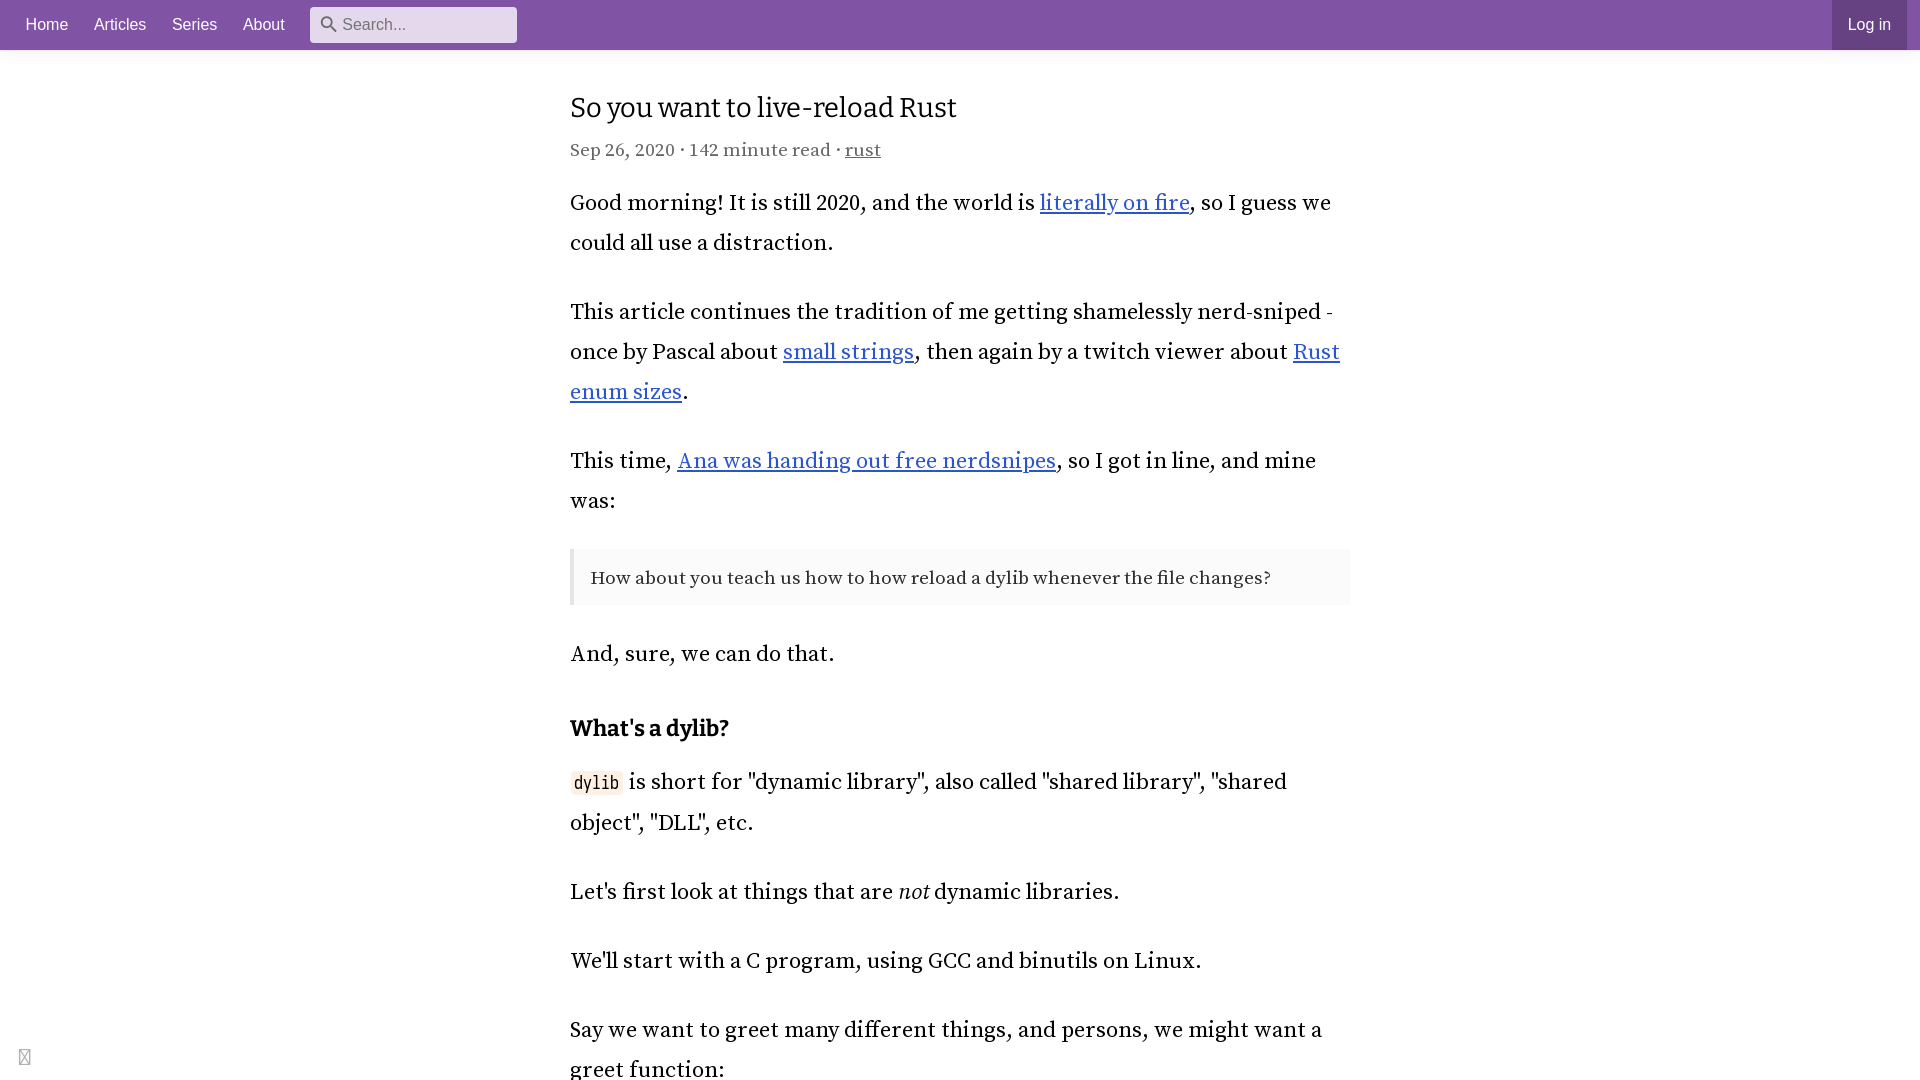 Home Articles Series About Search... Log in
So you want to live-reload Rust
Sep 26, 2020 · 142 minute read · rust
Good morning! It is still 2020, and the world is literally on fire, so I guess we
could all use a distraction.
This article continues the tradition of me getting shamelessly nerd-sniped -
once by Pascal about small strings, then again by a twitch viewer about Rust
enum sizes.
This time, Ana was handing out free nerdsnipes, so I got in line, and mine
was:
How about you teach us how to how reload a dylib whenever the file changes?
And, sure, we can do that.
What's a dylib?
dylib is short for "dynamic library", also called "shared library", "shared
object", "DLL", etc.
Let's first look at things that are not dynamic libraries.
We'll start with a C program, using GCC and binutils on Linux.
Say we want to greet many different things, and persons, we might want a
greet function: